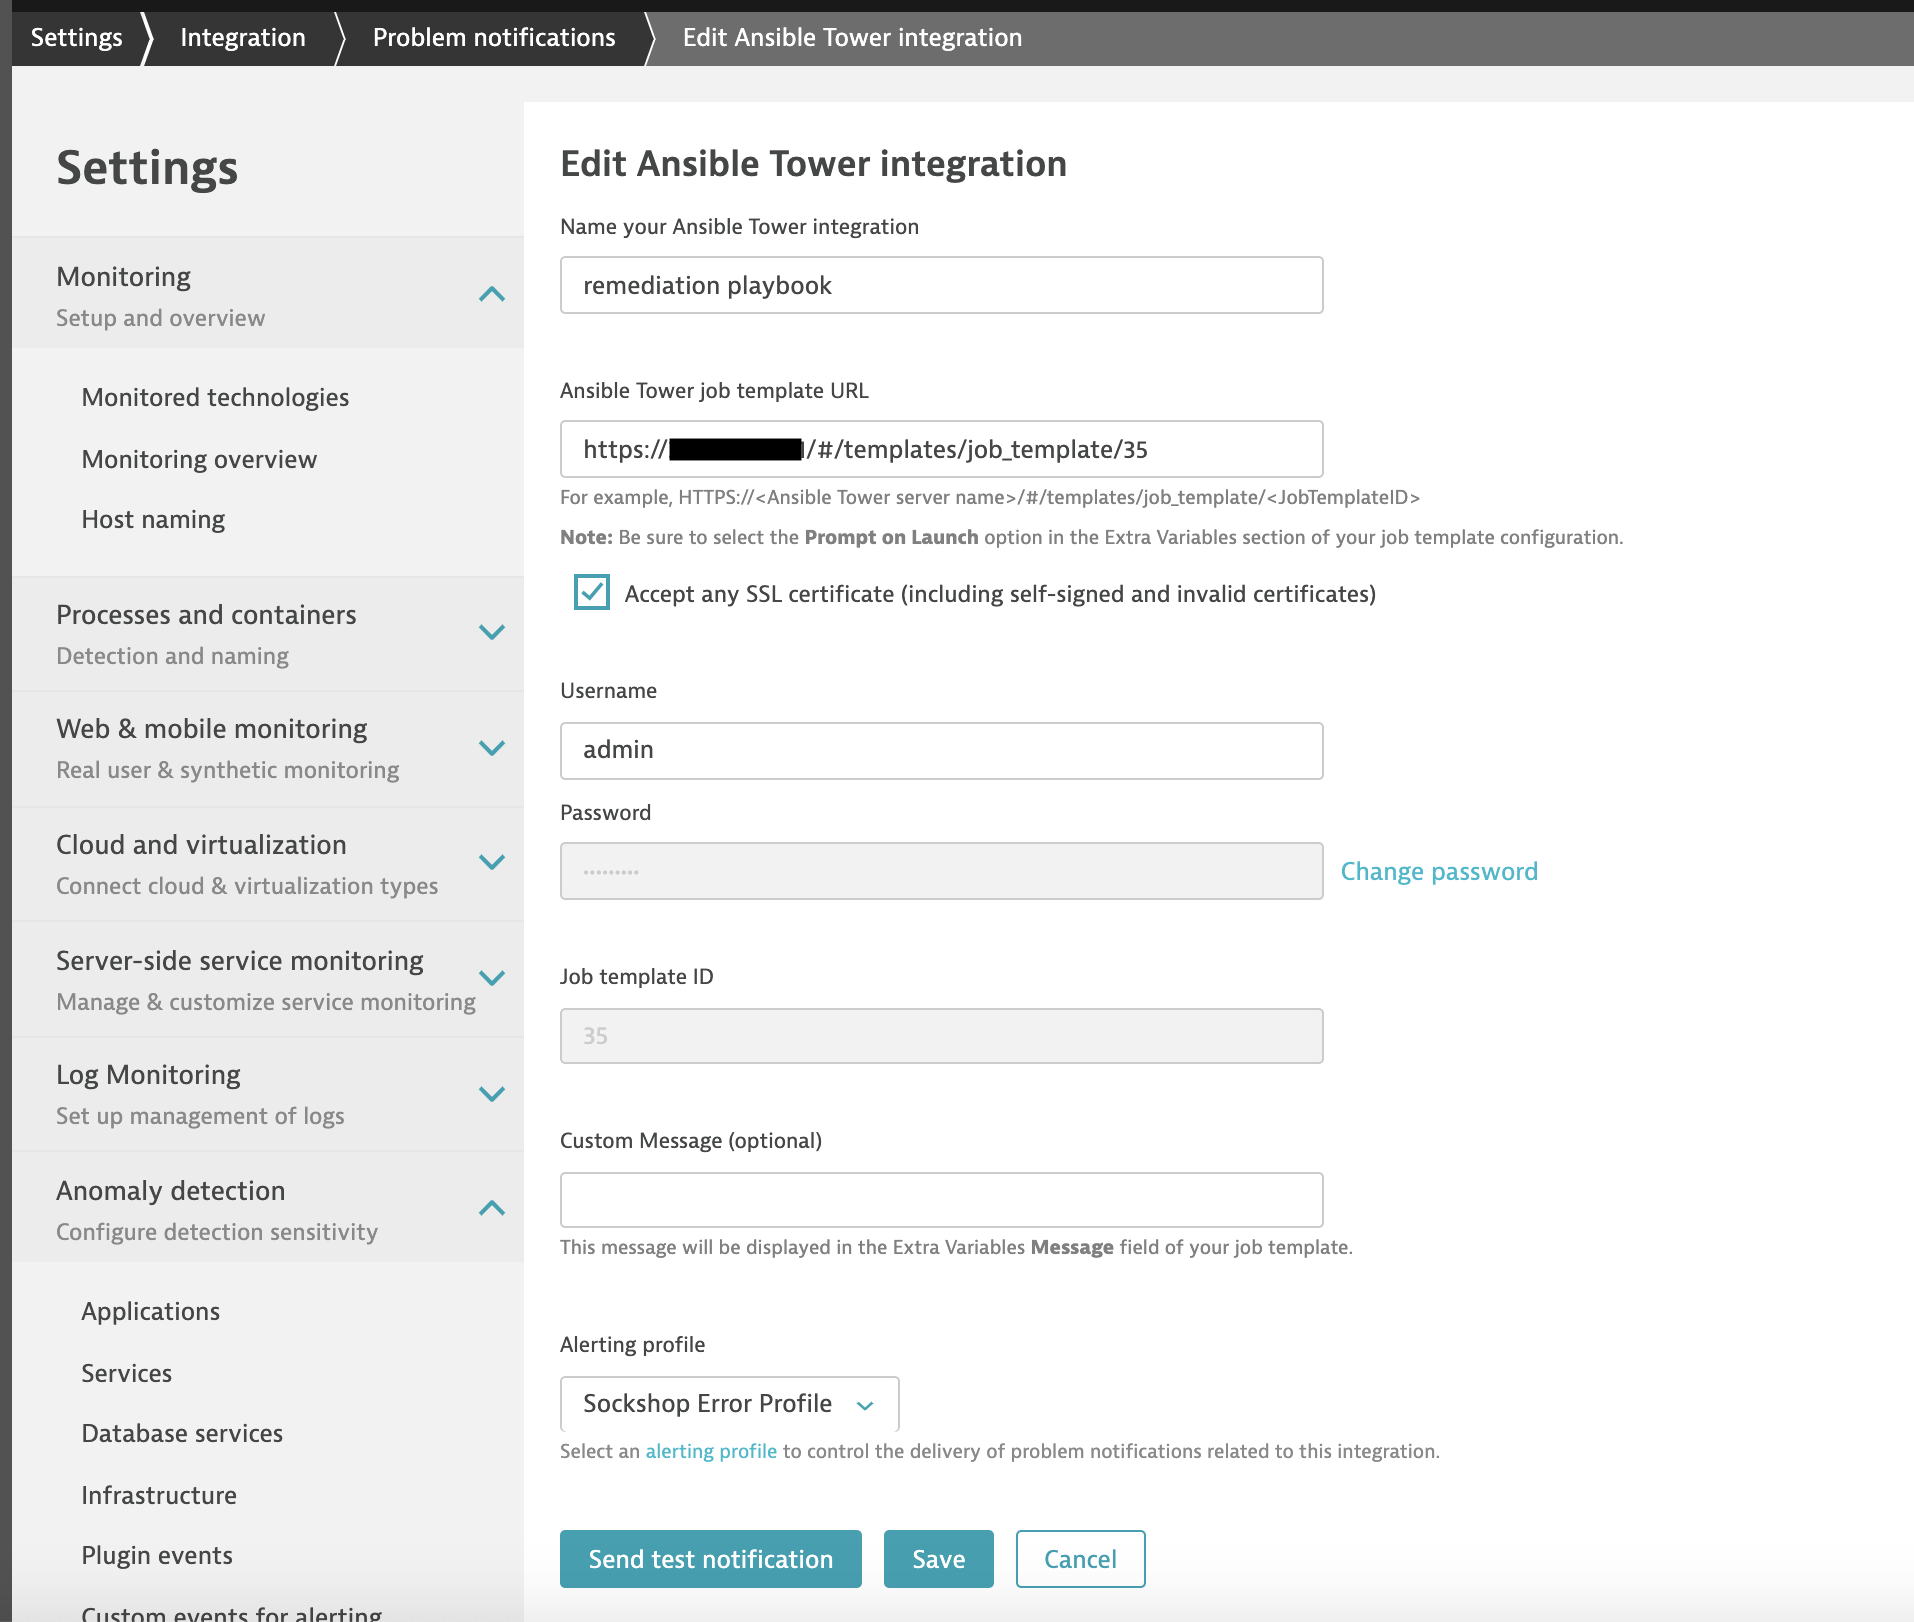 Settings
Integration
Problem notifications
Edit Ansible Tower integration
Settings
Monitoring
Setup and overview
Monitored technologies
Monitoring overview
Host naming
Processes and containers
Detection and naming
Web & mobile monitoring
Real user & synthetic monitoring
Cloud and virtualization
Connect cloud & virtualization types
Server-side service monitoring
Manage & customize service monitoring
Log Monitoring
Set up management of logs
Anomaly detection
Configure detection sensitivity
Applications
Services
Database services
Infrastructure
Plugin events
Custom events for alerting
Edit Ansible Tower integration
Name your Ansible Tower integration
remediation playbook
Ansible Tower job template URL
https:// /#/templates/job_template/35
For example, HTTPS://<Ansible Tower server name>/#/templates/job_template/<JobTemplateID>
Note: Be sure to select the Prompt on Launch option in the Extra Variables section of your job template configuration.
Accept any SSL certificate (including self-signed and invalid certificates)
Username
admin
Password
•••••••••
Change password
Job template ID
35
Custom Message (optional)
This message will be displayed in the Extra Variables Message field of your job template.
Alerting profile
Sockshop Error Profile
Select an alerting profile to control the delivery of problem notifications related to this integration.
Send test notification
Save
Cancel